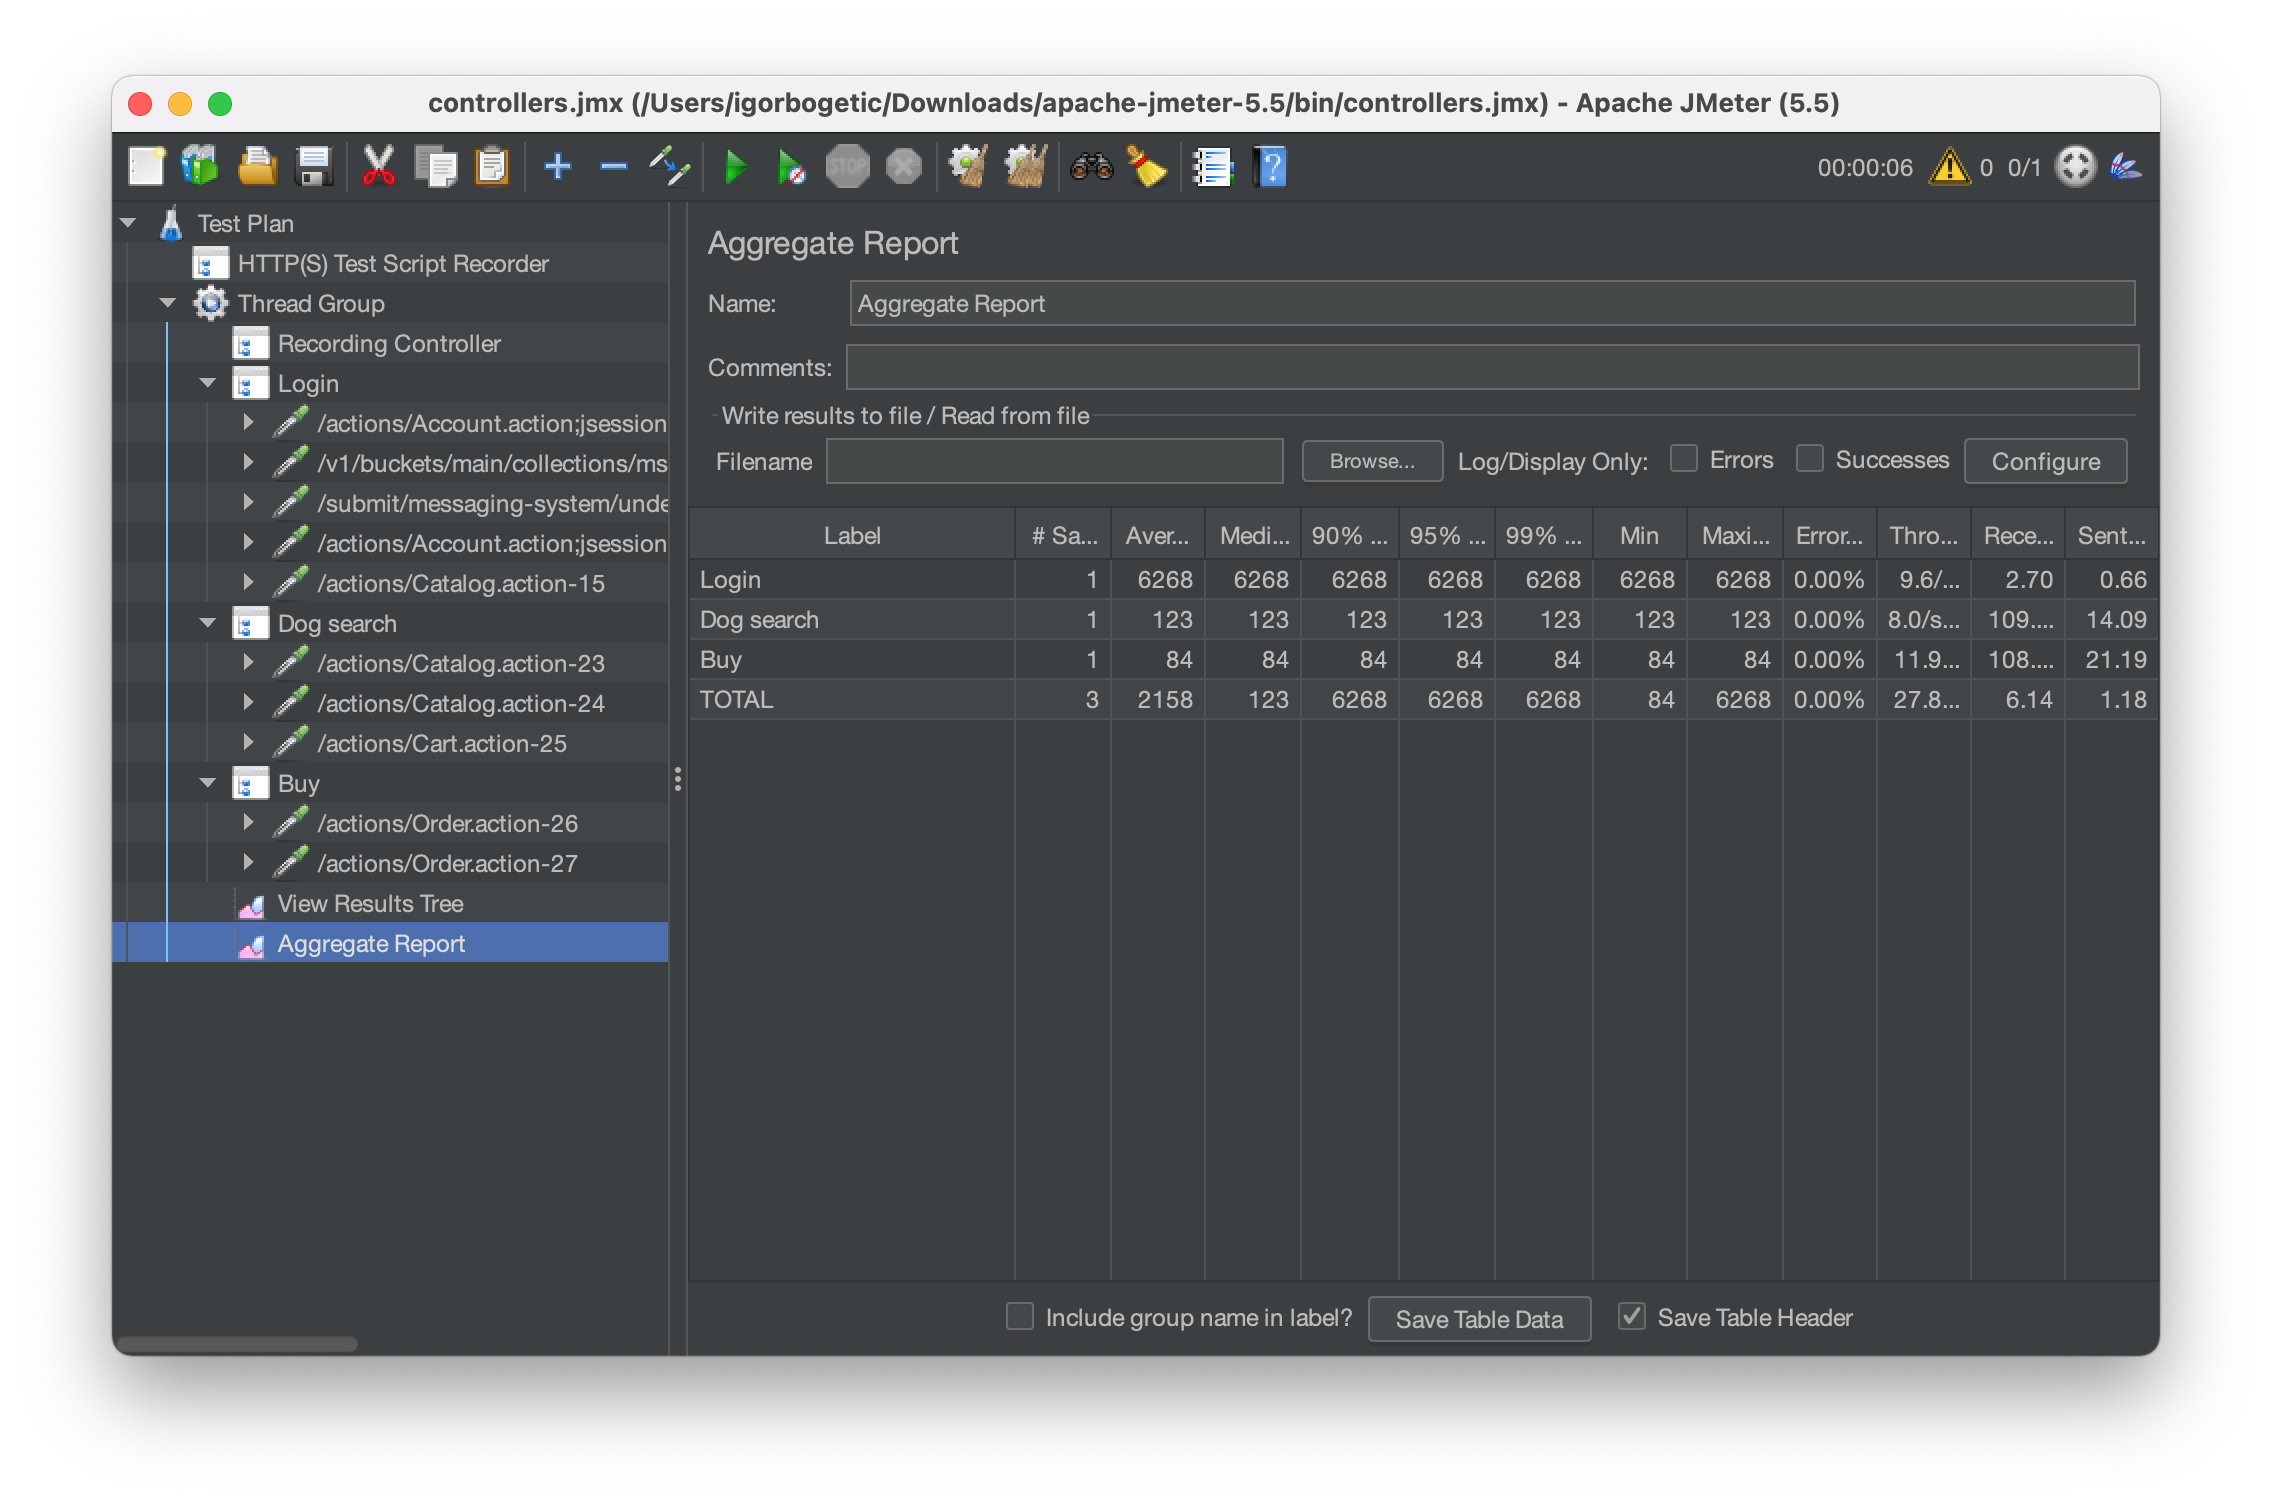 controllers.jmx (/Users/igorbogetic/Downloads/apache-jmeter-5.5/bin/controllers.jmx) - Apache JMeter (5.5)
STOP
?
00:00:06 ! 0 0/1
Test Plan
HTTP(S) Test Script Recorder
Thread Group
Recording Controller
Login
/actions/Account.action;jsession
/v1/buckets/main/collections/ms
/submit/messaging-system/unde
/actions/Account.action;jsession
/actions/Catalog.action-15
Dog search
/actions/Catalog.action-23
/actions/Catalog.action-24
/actions/Cart.action-25
Buy
/actions/Order.action-26
/actions/Order.action-27
View Results Tree
Aggregate Report
Aggregate Report
Name: Aggregate Report
Comments:
Write results to file / Read from file
Filename Browse... Log/Display Only: Errors Successes Configure
Label # Sa... Aver... Medi... 90% ... 95% ... 99% ... Min Maxi... Error... Thro... Rece... Sent...
Login 1 6268 6268 6268 6268 6268 6268 6268 0.00% 9.6/... 2.70 0.66
Dog search 1 123 123 123 123 123 123 123 0.00% 8.0/s... 109.... 14.09
Buy 1 84 84 84 84 84 84 84 0.00% 11.9... 108.... 21.19
TOTAL 3 2158 123 6268 6268 6268 84 6268 0.00% 27.8... 6.14 1.18
Include group name in label? Save Table Data Save Table Header